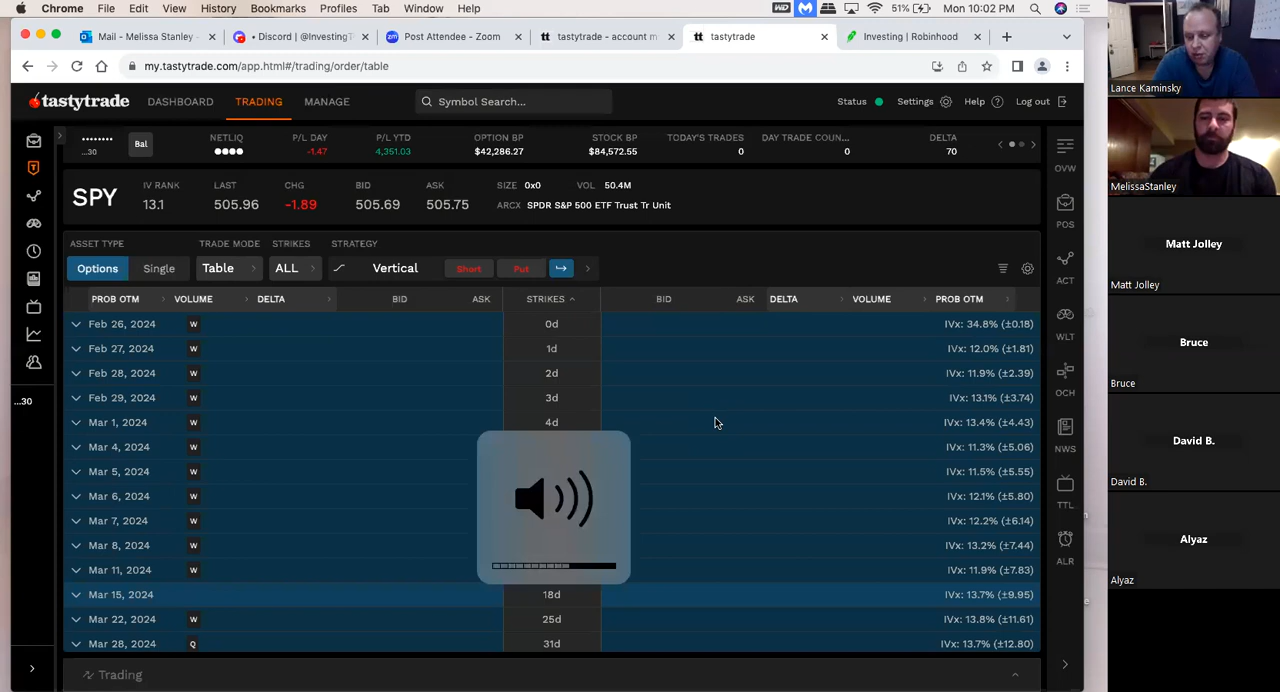 Chrome File Edit View History Bookmarks Profiles Tab Window Help WD 51% Mon 10:02 PM
Mail - Melissa Stanley - • Discord | @Investing Post Attendee - Zoom tastytrade - account m tastytrade Investing | Robinhood
my.tastytrade.com/app.html#/trading/order/table
tastytrade DASHBOARD TRADING MANAGE Symbol Search... Status Settings Help Log out
........ ...30 Bal NETLIQ P/L DAY P/L YTD OPTION BP STOCK BP TODAY'S TRADES DAY TRADE COUN... DELTA
-1.47 4,351.03 $42,286.27 $84,572.55 0 0 70
SPY IV RANK LAST CHG BID ASK SIZE 0x0 VOL 50.4M
13.1 505.96 -1.89 505.69 505.75 ARCX SPDR S&P 500 ETF Trust Tr Unit
ASSET TYPE TRADE MODE STRIKES STRATEGY
Options Single Table ALL Vertical Short Put
PROB OTM VOLUME DELTA BID ASK STRIKES BID ASK DELTA VOLUME PROB OTM
Feb 26, 2024 W 0d IVx: 34.8% (±0.18)
Feb 27, 2024 W 1d IVx: 12.0% (±1.81)
Feb 28, 2024 W 2d IVx: 11.9% (±2.39)
Feb 29, 2024 W 3d IVx: 13.1% (±3.74)
Mar 1, 2024 W 4d IVx: 13.4% (±4.43)
Mar 4, 2024 W IVx: 11.3% (±5.06)
Mar 5, 2024 W IVx: 11.5% (±5.55)
Mar 6, 2024 W IVx: 12.1% (±5.80)
Mar 7, 2024 W IVx: 12.2% (±6.14)
Mar 8, 2024 W IVx: 13.2% (±7.44)
Mar 11, 2024 W IVx: 11.9% (±7.83)
Mar 15, 2024 18d IVx: 13.7% (±9.95)
Mar 22, 2024 W 25d IVx: 13.8% (±11.61)
Mar 28, 2024 Q 31d IVx: 13.7% (±12.80)
Trading
...30
OVW
POS
ACT
WLT
OCH
NWS
TTL
ALR
Lance Kaminsky
MelissaStanley
Matt Jolley
Matt Jolley
Bruce
Bruce
David B.
David B.
Alyaz
Alyaz